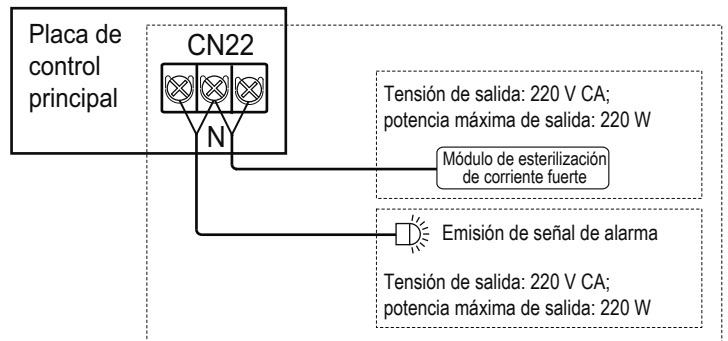 Placa de
control
principal
CN22
N
Tensión de salida: 220 V CA;
potencia máxima de salida: 220 W
Módulo de esterilización
de corriente fuerte
Emisión de señal de alarma
Tensión de salida: 220 V CA;
potencia máxima de salida: 220 W